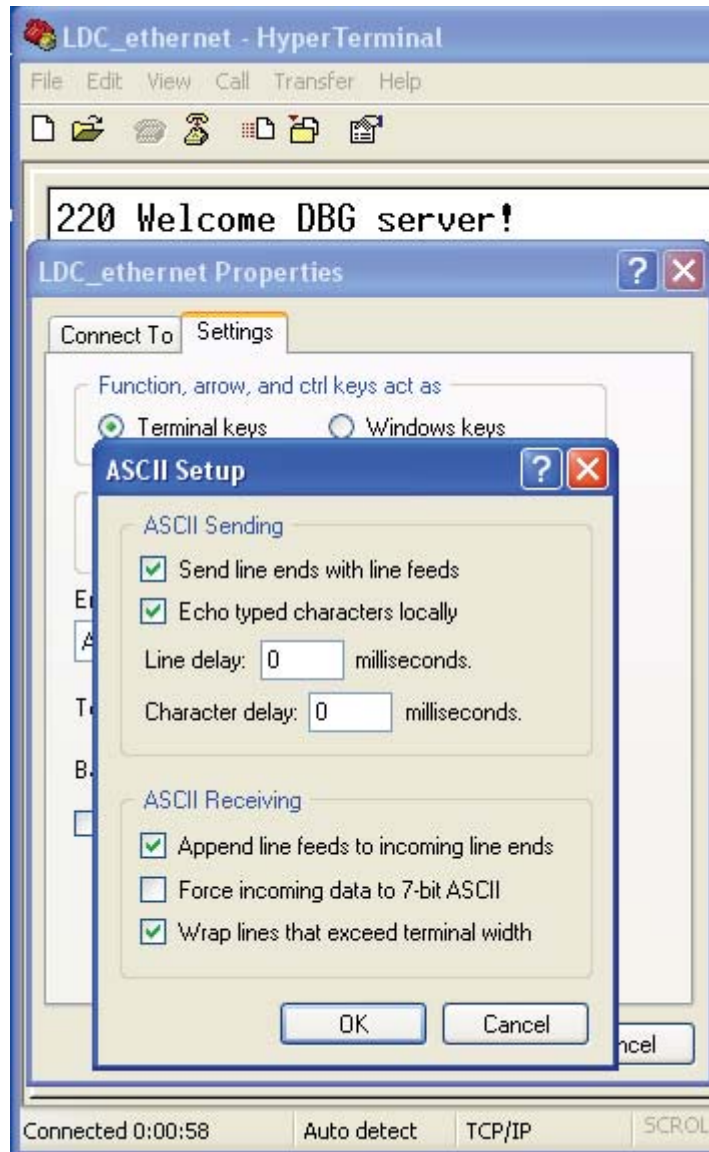 LDC_ethernet - HyperTerminal
File Edit View Call Transfer Help
220 Welcome DBG server!
LDC_ethernet Properties
Connect To Settings
Function, arrow, and ctrl keys act as
Terminal keys Windows keys
ASCII Setup
ASCII Sending
Send line ends with line feeds
Echo typed characters locally
Line delay: 0 milliseconds.
Character delay: 0 milliseconds.
ASCII Receiving
Append line feeds to incoming line ends
Force incoming data to 7-bit ASCII
Wrap lines that exceed terminal width
OK Cancel
Connected 0:00:58 Auto detect TCP/IP